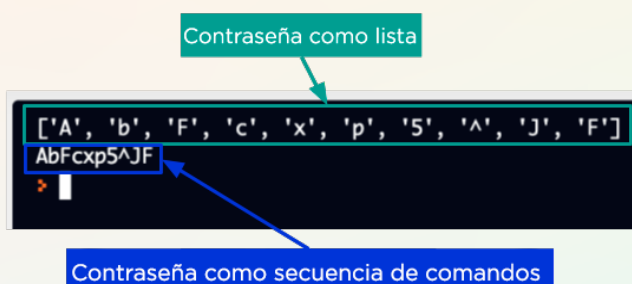 Contraseña como lista
['A', 'b', 'F', 'c', 'x', 'p', '5', '^', 'J', 'F']
AbFcxp5^JF
>
Contraseña como secuencia de comandos